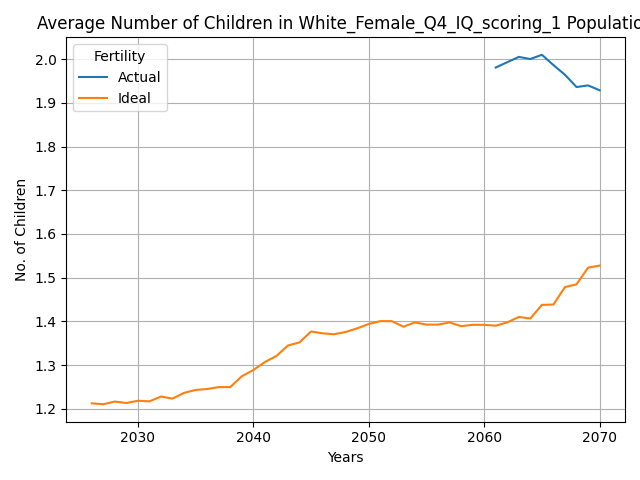 Average Number of Children in White_Female_Q4_IQ_scoring_1 Populatio
Fertility
Actual
Ideal
No. of Children
2.0
1.9
1.8
1.7
1.6
1.5
1.4
1.3
1.2
2030
2040
2050
2060
2070
Years